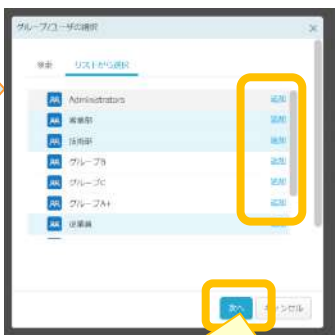 グループ/ユーザの選択
×
検索 リストから選択
Administrators 追加
営業部 追加
技術部 追加
グループB 追加
グループC 追加
グループA+ 追加
従業員 追加
次へ キャンセル